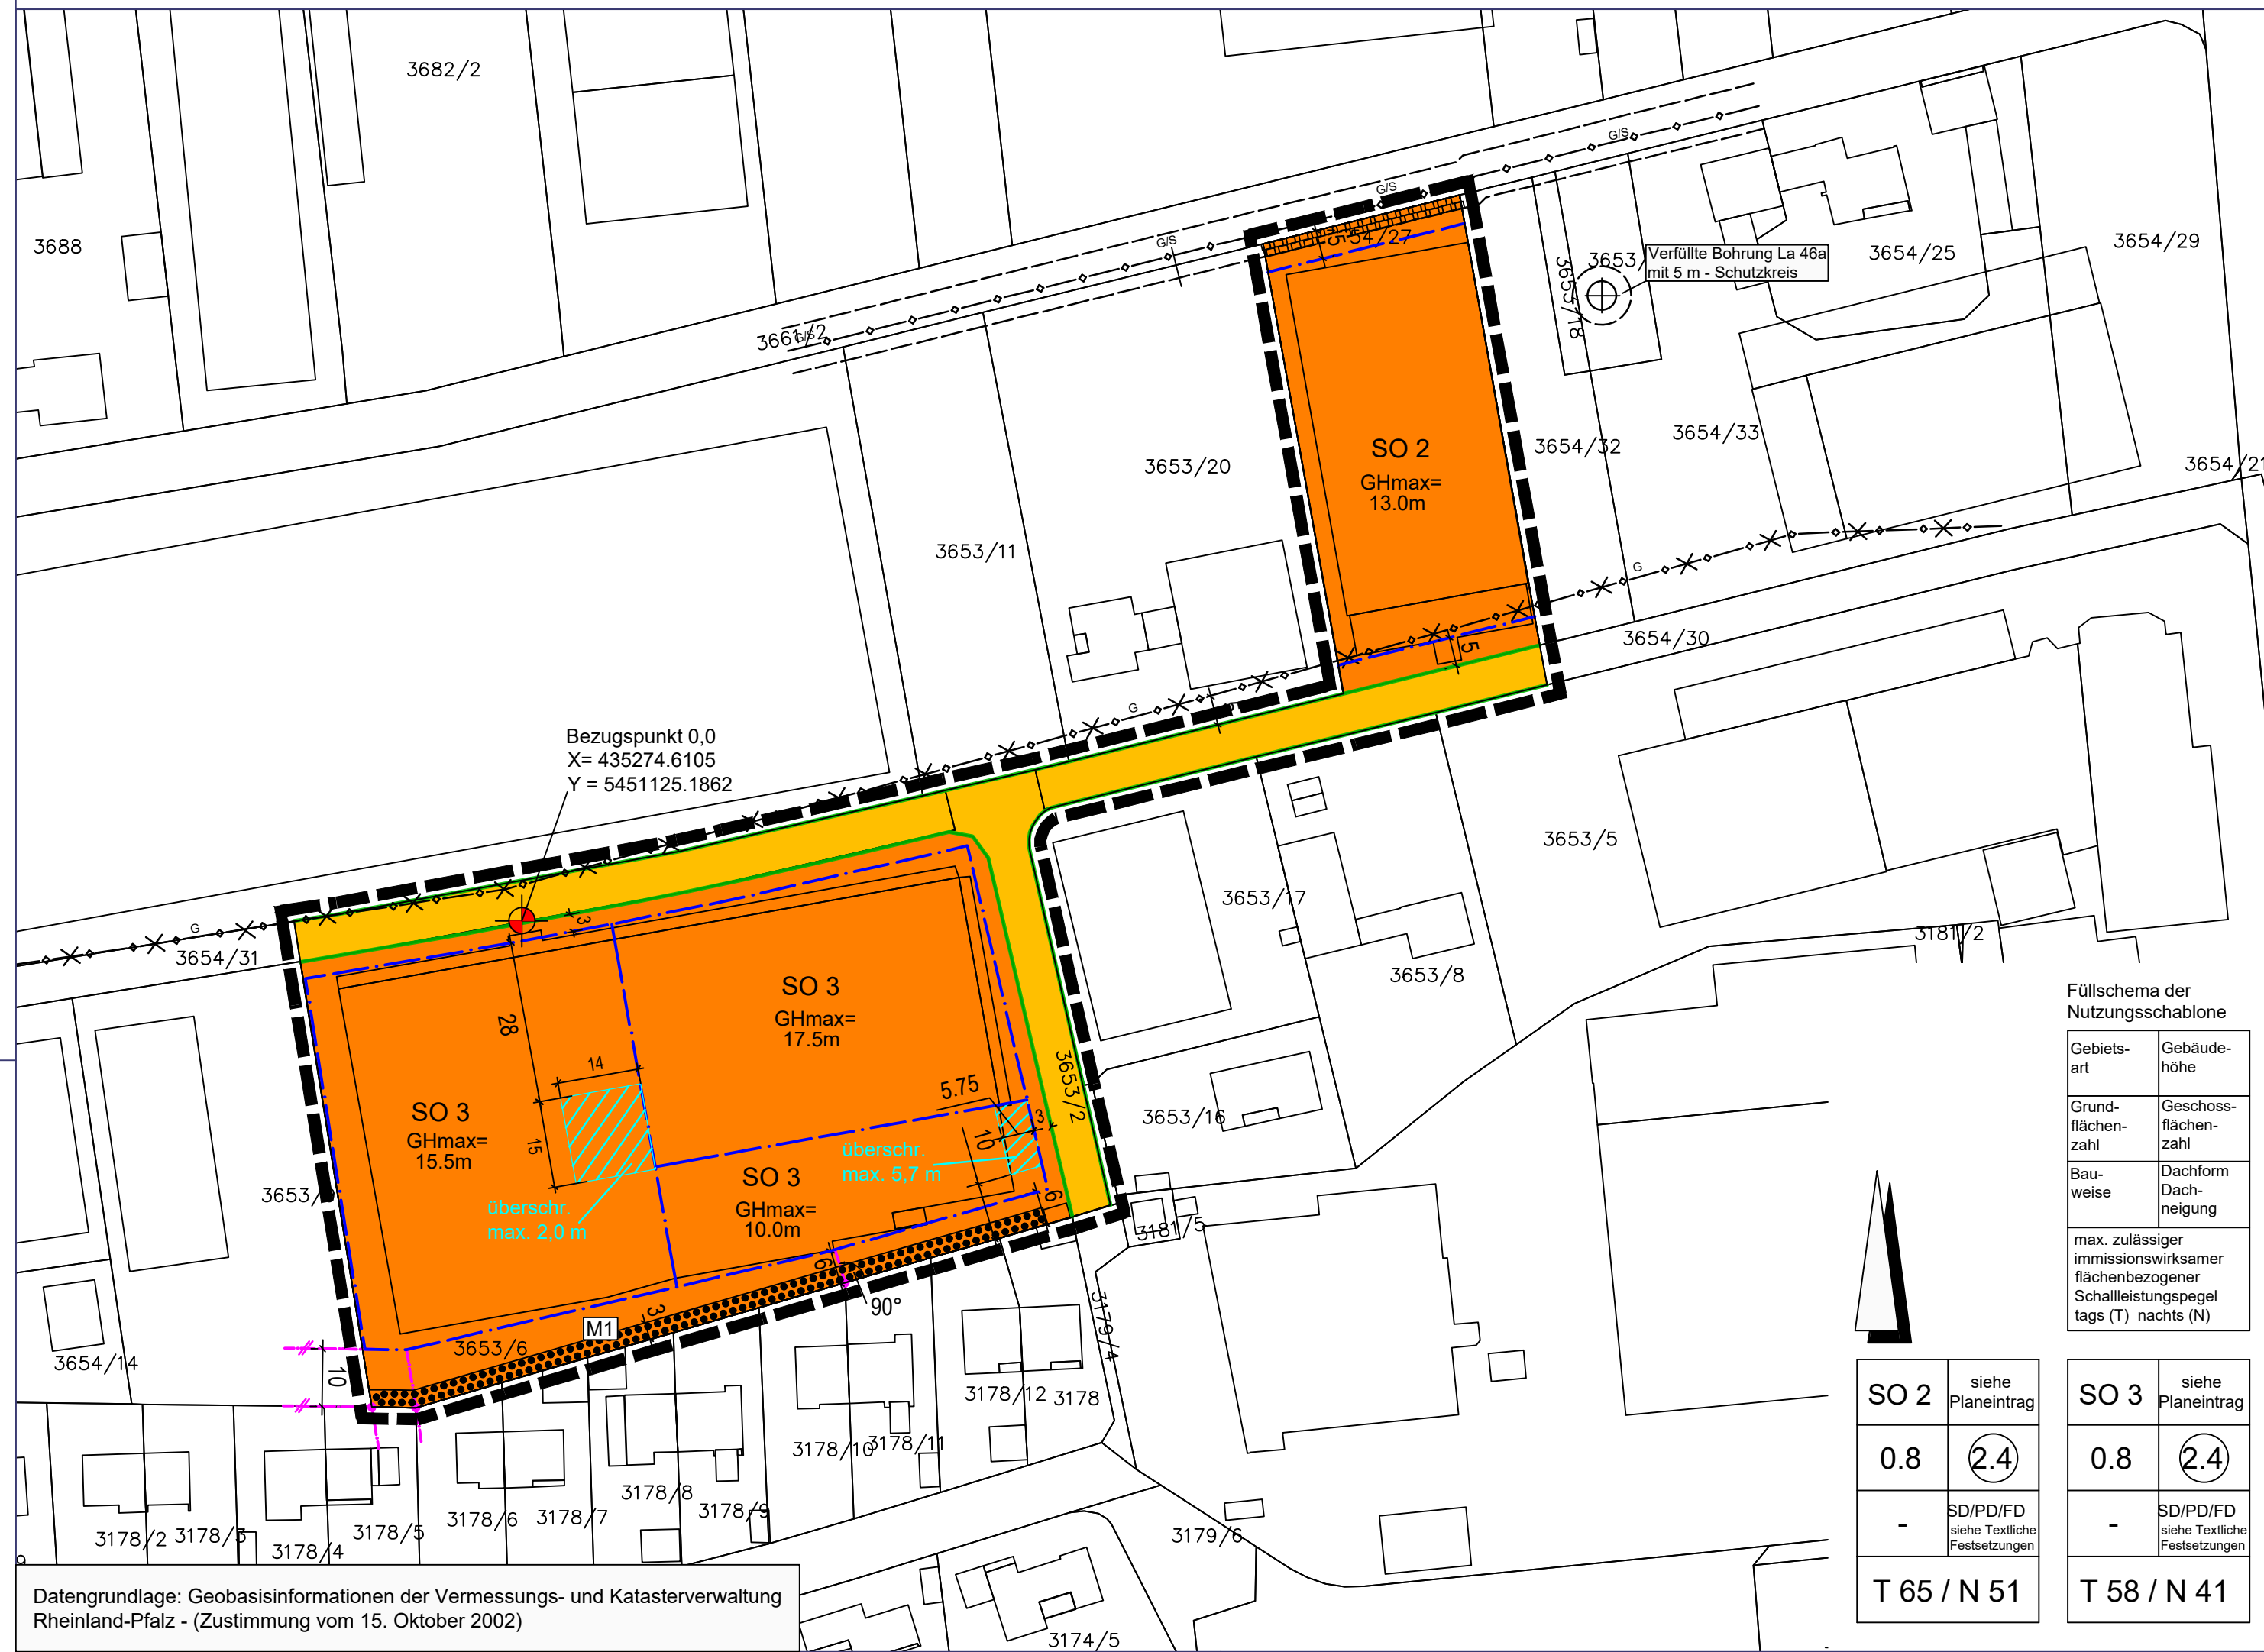 3682/2
3688
G/S
G/S
G/S
G/S
3661/2
3654/27
5
3653/
3653/18
Verfüllte Bohrung La 46a
mit 5 m - Schutzkreis
3654/25
3654/29
SO 2
GHmax=
13.0m
3653/20
3654/32
3654/33
3654/21
3653/11
G
3654/30
5
G
Bezugspunkt 0,0
X= 435274.6105
Y = 5451125.1862
3653/5
3653/17
3653/8
3181/2
G
3654/31
3
28
14
15
SO 3
GHmax=
17.5m
5.75
3
10
3653/2
3653/16
SO 3
GHmax=
15.5m
überschr.
max. 5,7 m
SO 3
GHmax=
10.0m
überschr.
max. 2,0 m
6
6
3
90°
M1
3653/6
10
3654/14
3181/5
3179/4
3178/12
3178
3178/10
3178/11
3178/8
3178/9
3178/6
3178/7
3178/5
3178/4
3178/3
3178/2
3179/6
3174/5
Füllschema der
Nutzungsschablone
Gebiets-
art
Gebäude-
höhe
Grund-
flächen-
zahl
Geschoss-
flächen-
zahl
Bau-
weise
Dachform
Dach-
neigung
max. zulässiger
immissionswirksamer
flächenbezogener
Schallleistungspegel
tags (T) nachts (N)
SO 2
siehe
Planeintrag
0.8
2.4
-
SD/PD/FD
siehe Textliche
Festsetzungen
T 65 / N 51
SO 3
siehe
Planeintrag
0.8
2.4
-
SD/PD/FD
siehe Textliche
Festsetzungen
T 58 / N 41
Datengrundlage: Geobasisinformationen der Vermessungs- und Katasterverwaltung
Rheinland-Pfalz - (Zustimmung vom 15. Oktober 2002)